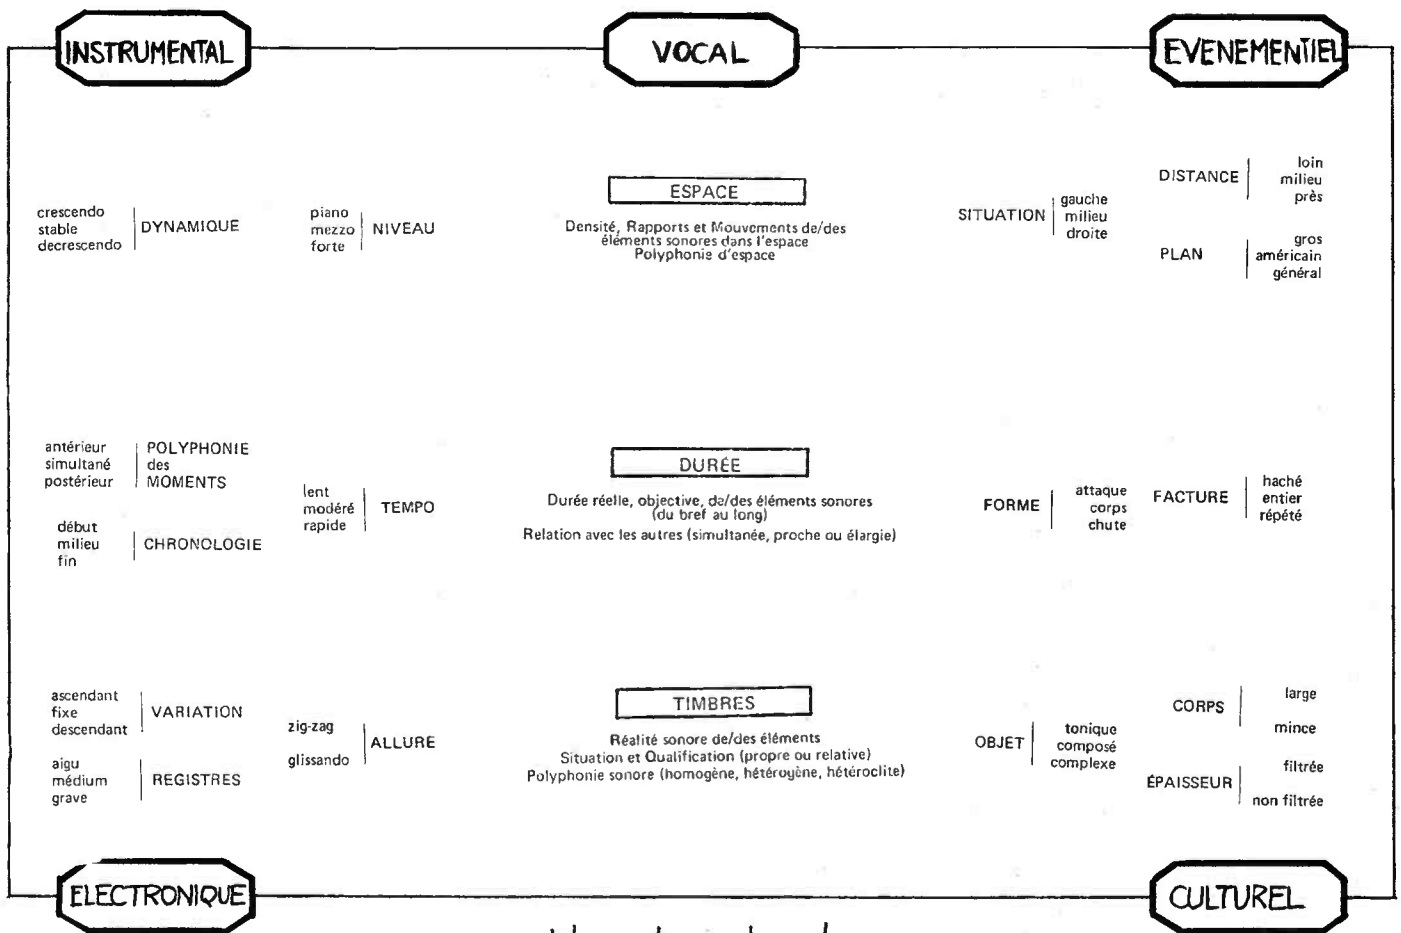 INSTRUMENTAL
VOCAL
EVENEMENTIEL
ESPACE
Densité, Rapports et Mouvements de/des
éléments sonores dans l'espace
Polyphonie d'espace
crescendo
stable
decrescendo
DYNAMIQUE
piano
mezzo
forte
NIVEAU
SITUATION
gauche
milieu
droite
DISTANCE
loin
milieu
près
PLAN
gros
américain
général
antérieur
simultané
postérieur
POLYPHONIE
des
MOMENTS
début
milieu
fin
CHRONOLOGIE
lent
modéré
rapide
TEMPO
DURÉE
Durée réelle, objective, de/des éléments sonores
(du bref au long)
Relation avec les autres (simultanée, proche ou élargie)
FORME
attaque
corps
chute
FACTURE
haché
entier
répété
ascendant
fixe
descendant
VARIATION
aigu
médium
grave
REGISTRES
zig-zag
glissando
ALLURE
TIMBRES
Réalité sonore de/des éléments
Situation et Qualification (propre ou relative)
Polyphonie sonore (homogène, hétérogène, hétéroclite)
OBJET
tonique
composé
complexe
CORPS
large
mince
ÉPAISSEUR
filtrée
non filtrée
ELECTRONIQUE
CULTUREL